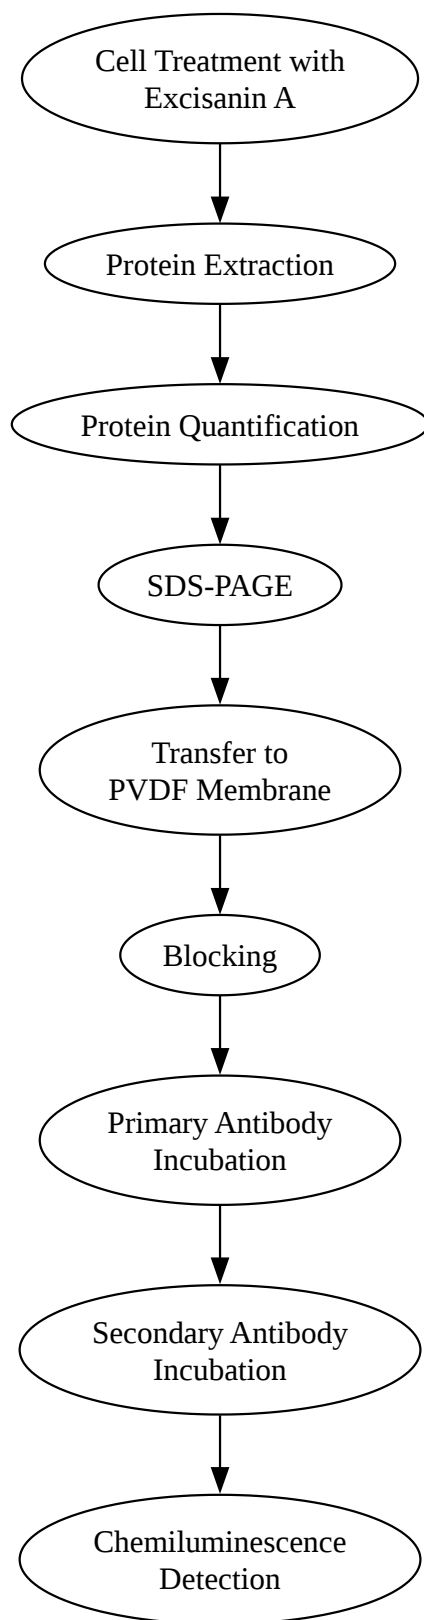 Cell Treatment with
Excisanin A
Protein Extraction
Protein Quantification
SDS-PAGE
Transfer to
PVDF Membrane
Blocking
Primary Antibody
Incubation
Secondary Antibody
Incubation
Chemiluminescence
Detection